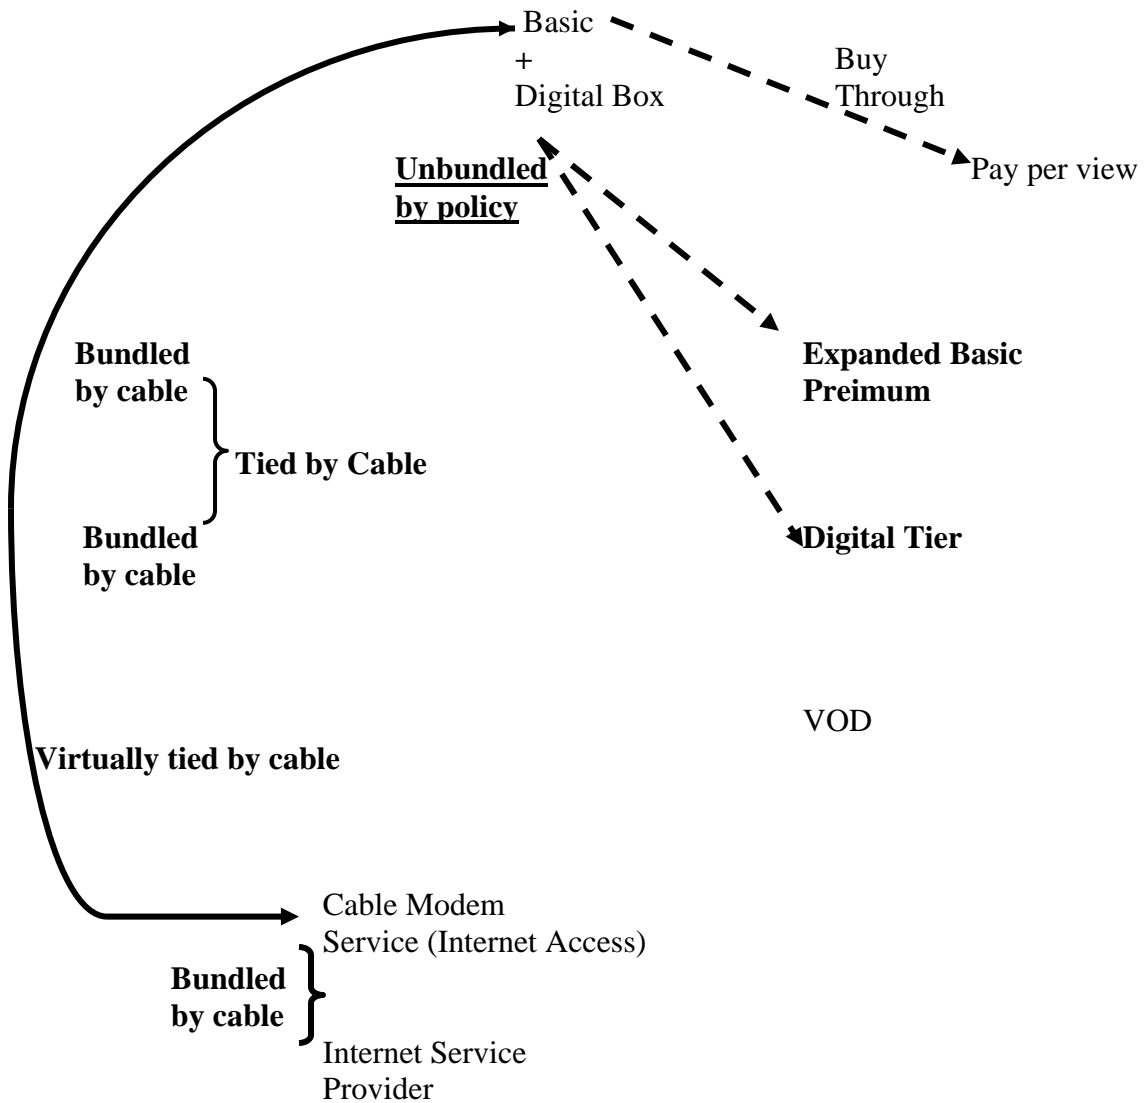 Basic
+
Digital Box
Buy
Through
Pay per view
Unbundled
by policy
Bundled
by cable
Expanded Basic
Preimum
Tied by Cable
Bundled
by cable
Digital Tier
VOD
Virtually tied by cable
Cable Modem
Service (Internet Access)
Bundled
by cable
Internet Service
Provider